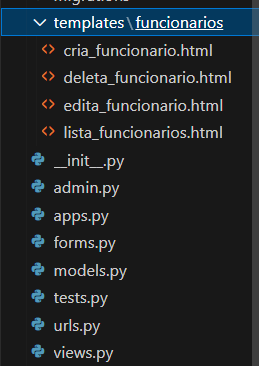 migrations
templates\funcionarios
cria_funcionario.html
deleta_funcionario.html
edita_funcionario.html
lista_funcionarios.html
__init__.py
admin.py
apps.py
forms.py
models.py
tests.py
urls.py
views.py